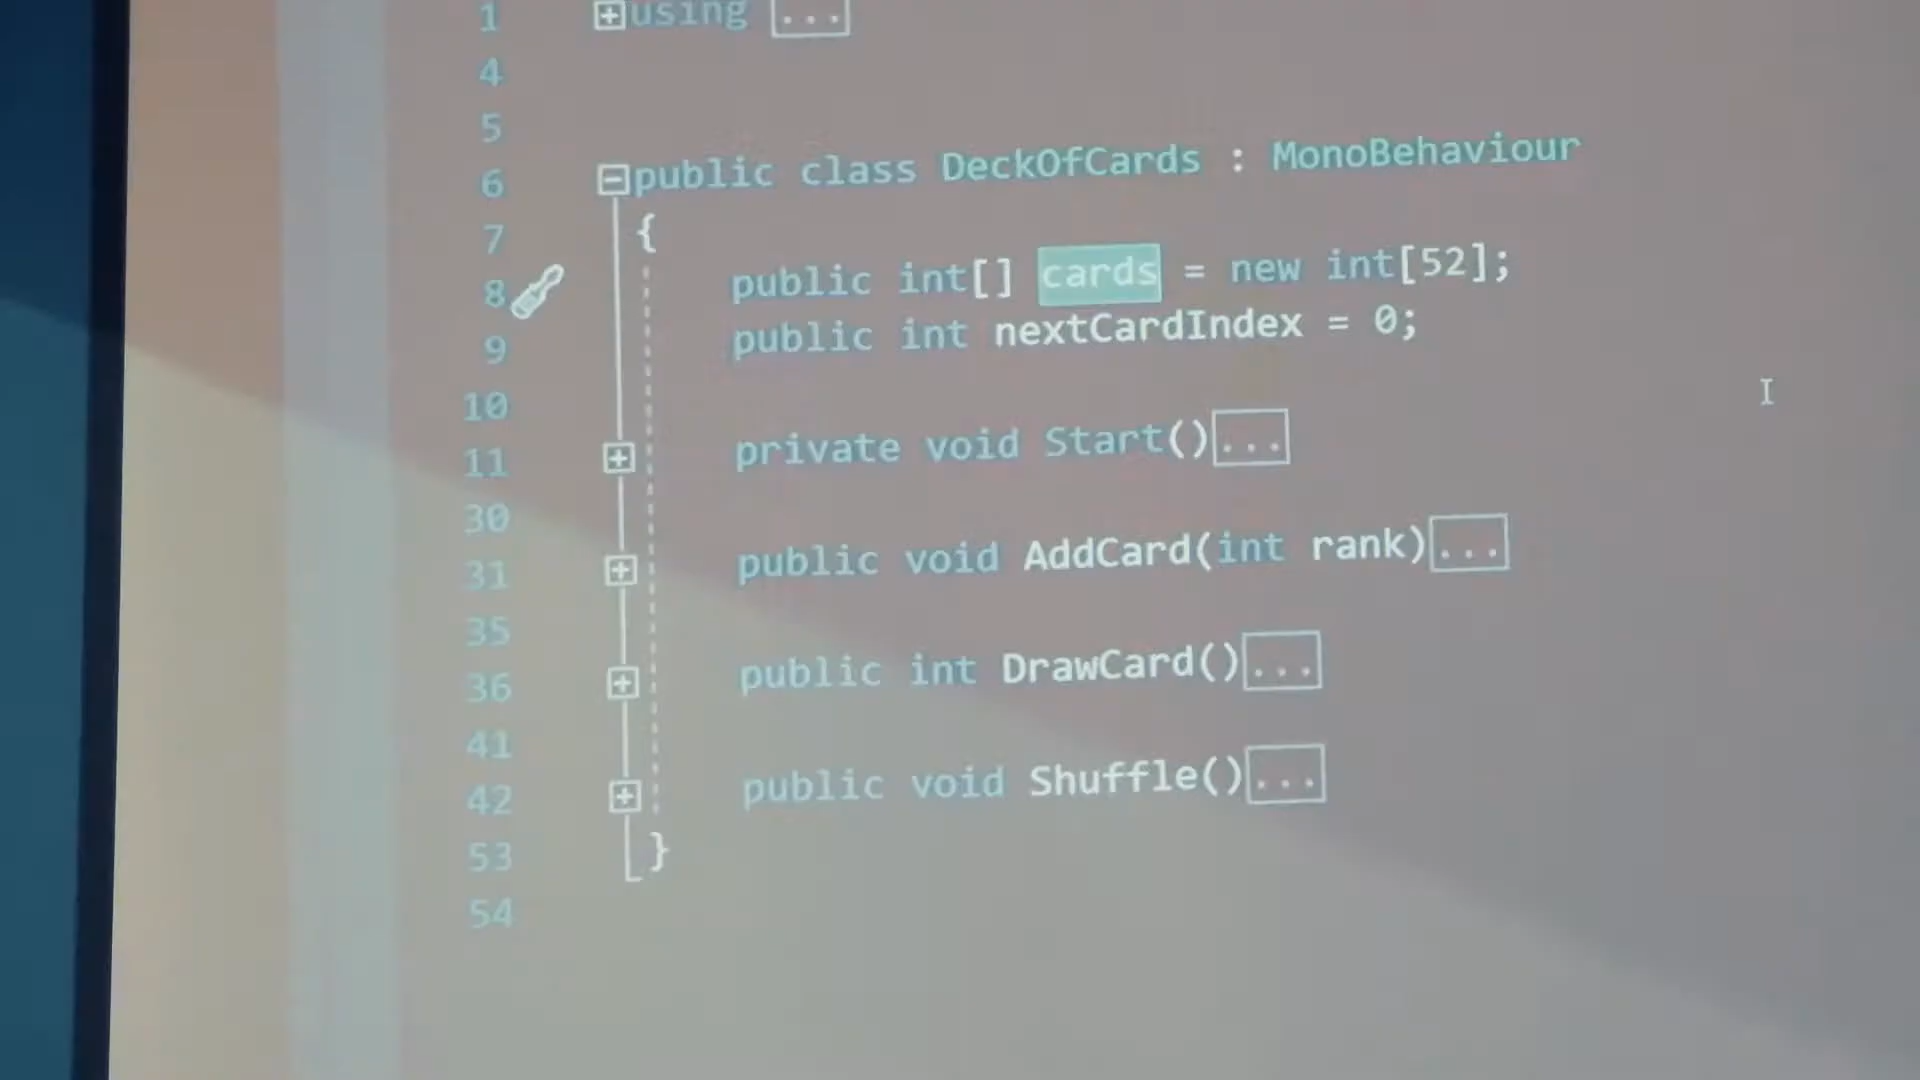 1 using ...
4
5
6 public class DeckOfCards : MonoBehaviour
7 {
8 public int[] cards = new int[52];
9 public int nextCardIndex = 0;
10
11 private void Start()...
30
31 public void AddCard(int rank)...
35
36 public int DrawCard()...
41
42 public void Shuffle()...
53 }
54